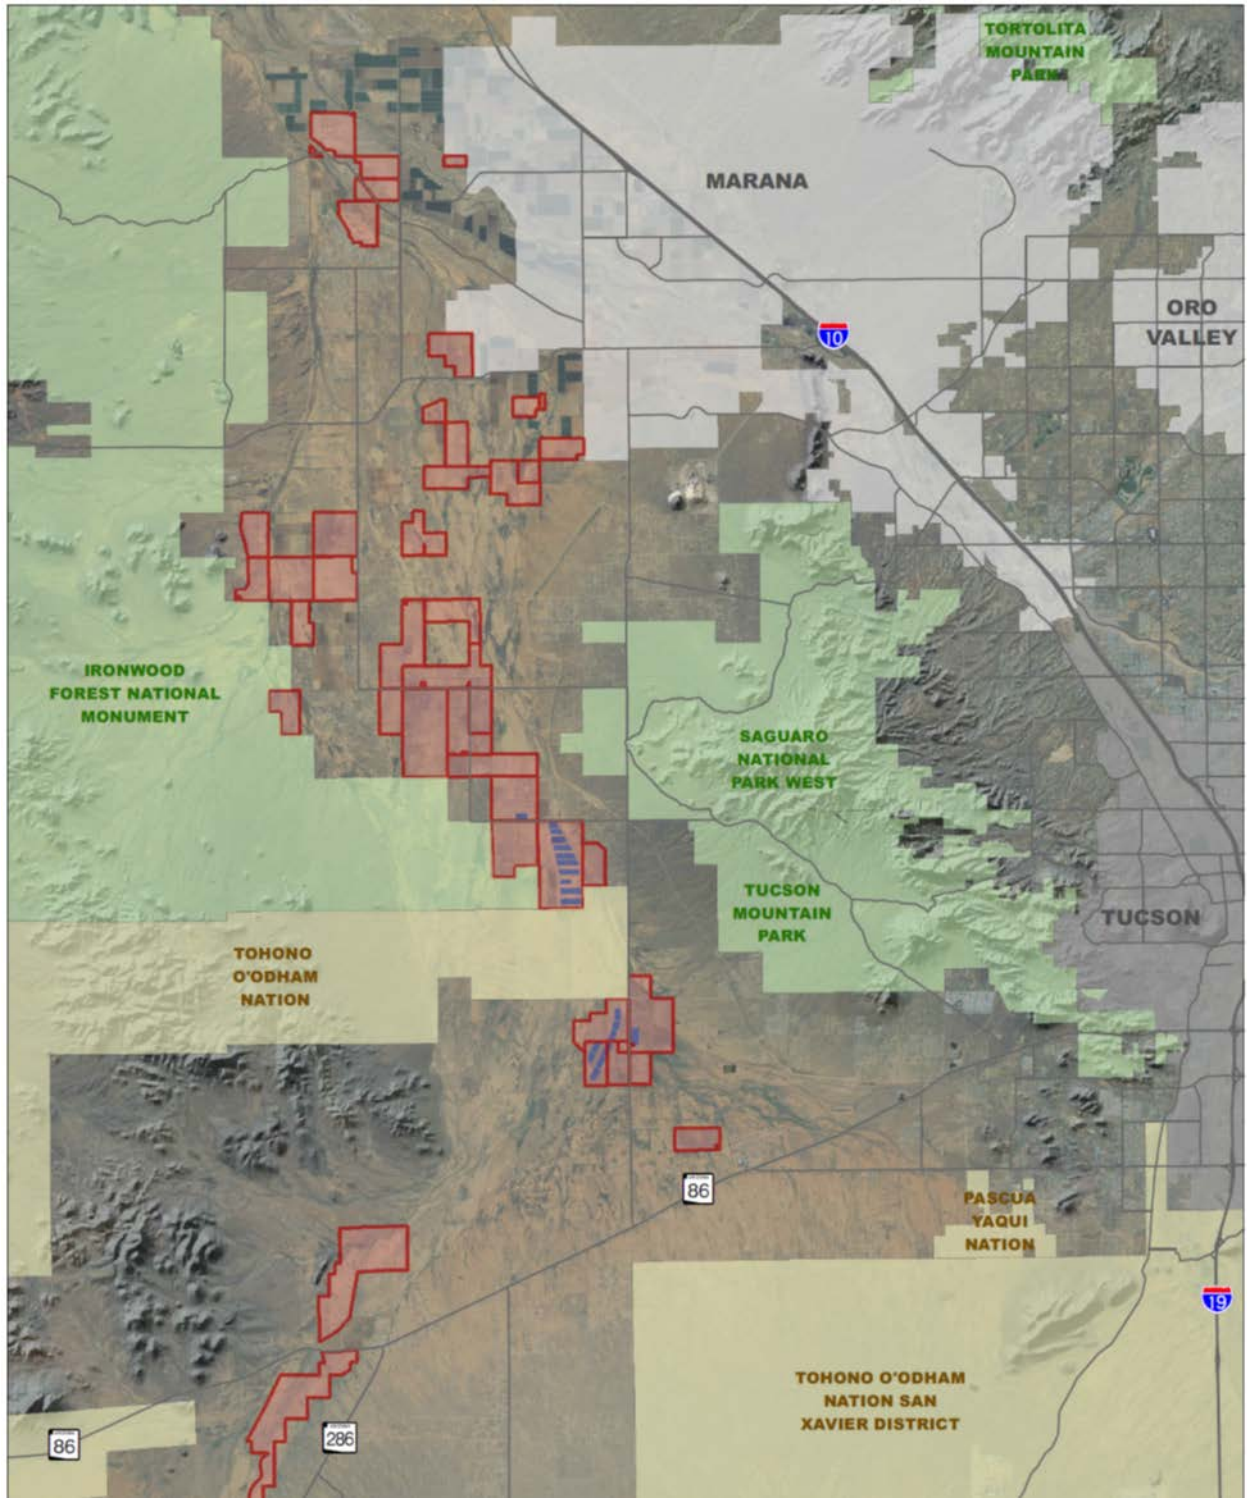 TORTOLITA
MOUNTAIN
PARK
MARANA
ORO
VALLEY
10
IRONWOOD
FOREST NATIONAL
MONUMENT
SAGUARO
NATIONAL
PARK WEST
TUCSON
MOUNTAIN
PARK
TUCSON
TOHONO
O'ODHAM
NATION
86
PASCUA
YAQUI
NATION
19
TOHONO O'ODHAM
NATION SAN
XAVIER DISTRICT
86
286